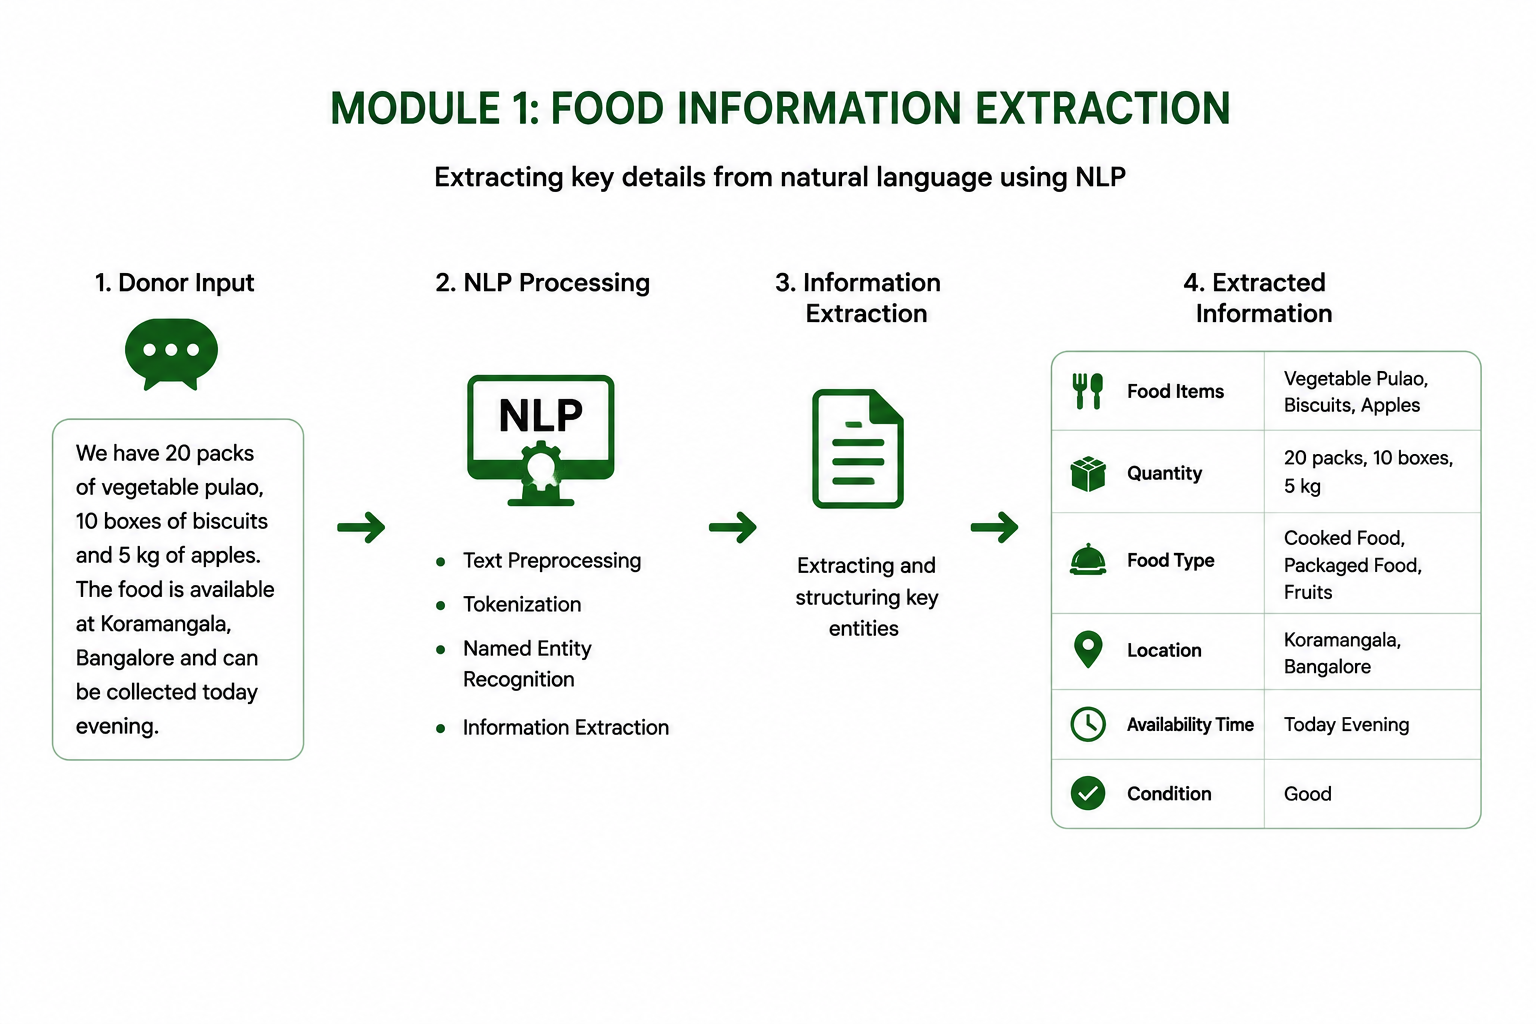 MODULE 1: FOOD INFORMATION EXTRACTION
Extracting key details from natural language using NLP
1. Donor Input
We have 20 packs
of vegetable pulao,
10 boxes of biscuits
and 5 kg of apples.
The food is available
at Koramangala,
Bangalore and can
be collected today
evening.
2. NLP Processing
NLP
• Text Preprocessing
• Tokenization
• Named Entity
Recognition
• Information Extraction
3. Information
Extraction
Extracting and
structuring key
entities
4. Extracted
Information
Food Items
Vegetable Pulao,
Biscuits, Apples
Quantity
20 packs, 10 boxes,
5 kg
Food Type
Cooked Food,
Packaged Food,
Fruits
Location
Koramangala,
Bangalore
Availability Time
Today Evening
Condition
Good